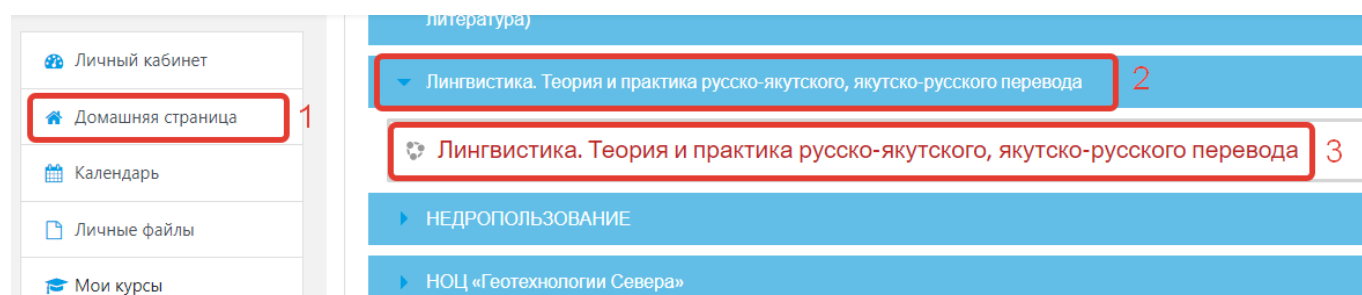 Личный кабинет
Домашняя страница
1
Календарь
Личные файлы
Мои курсы
литература)
Лингвистика. Теория и практика русско-якутского, якутско-русского перевода
2
Лингвистика. Теория и практика русско-якутского, якутско-русского перевода
3
НЕДРОПОЛЬЗОВАНИЕ
НОЦ «Геотехнологии Севера»